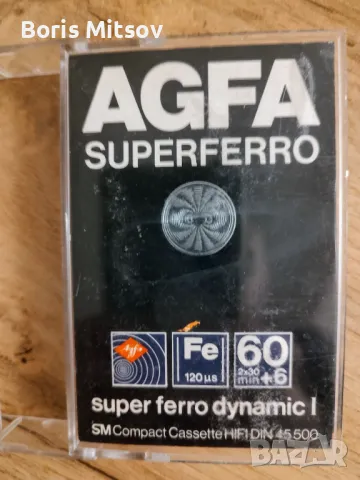 Boris Mitsov
AGFA
SUPERFERRO
Agfa
Fe
120 µs
60
2x30
min+6
super ferro dynamic I
SM Compact Cassette HIFI DIN 45 500
BAZAR